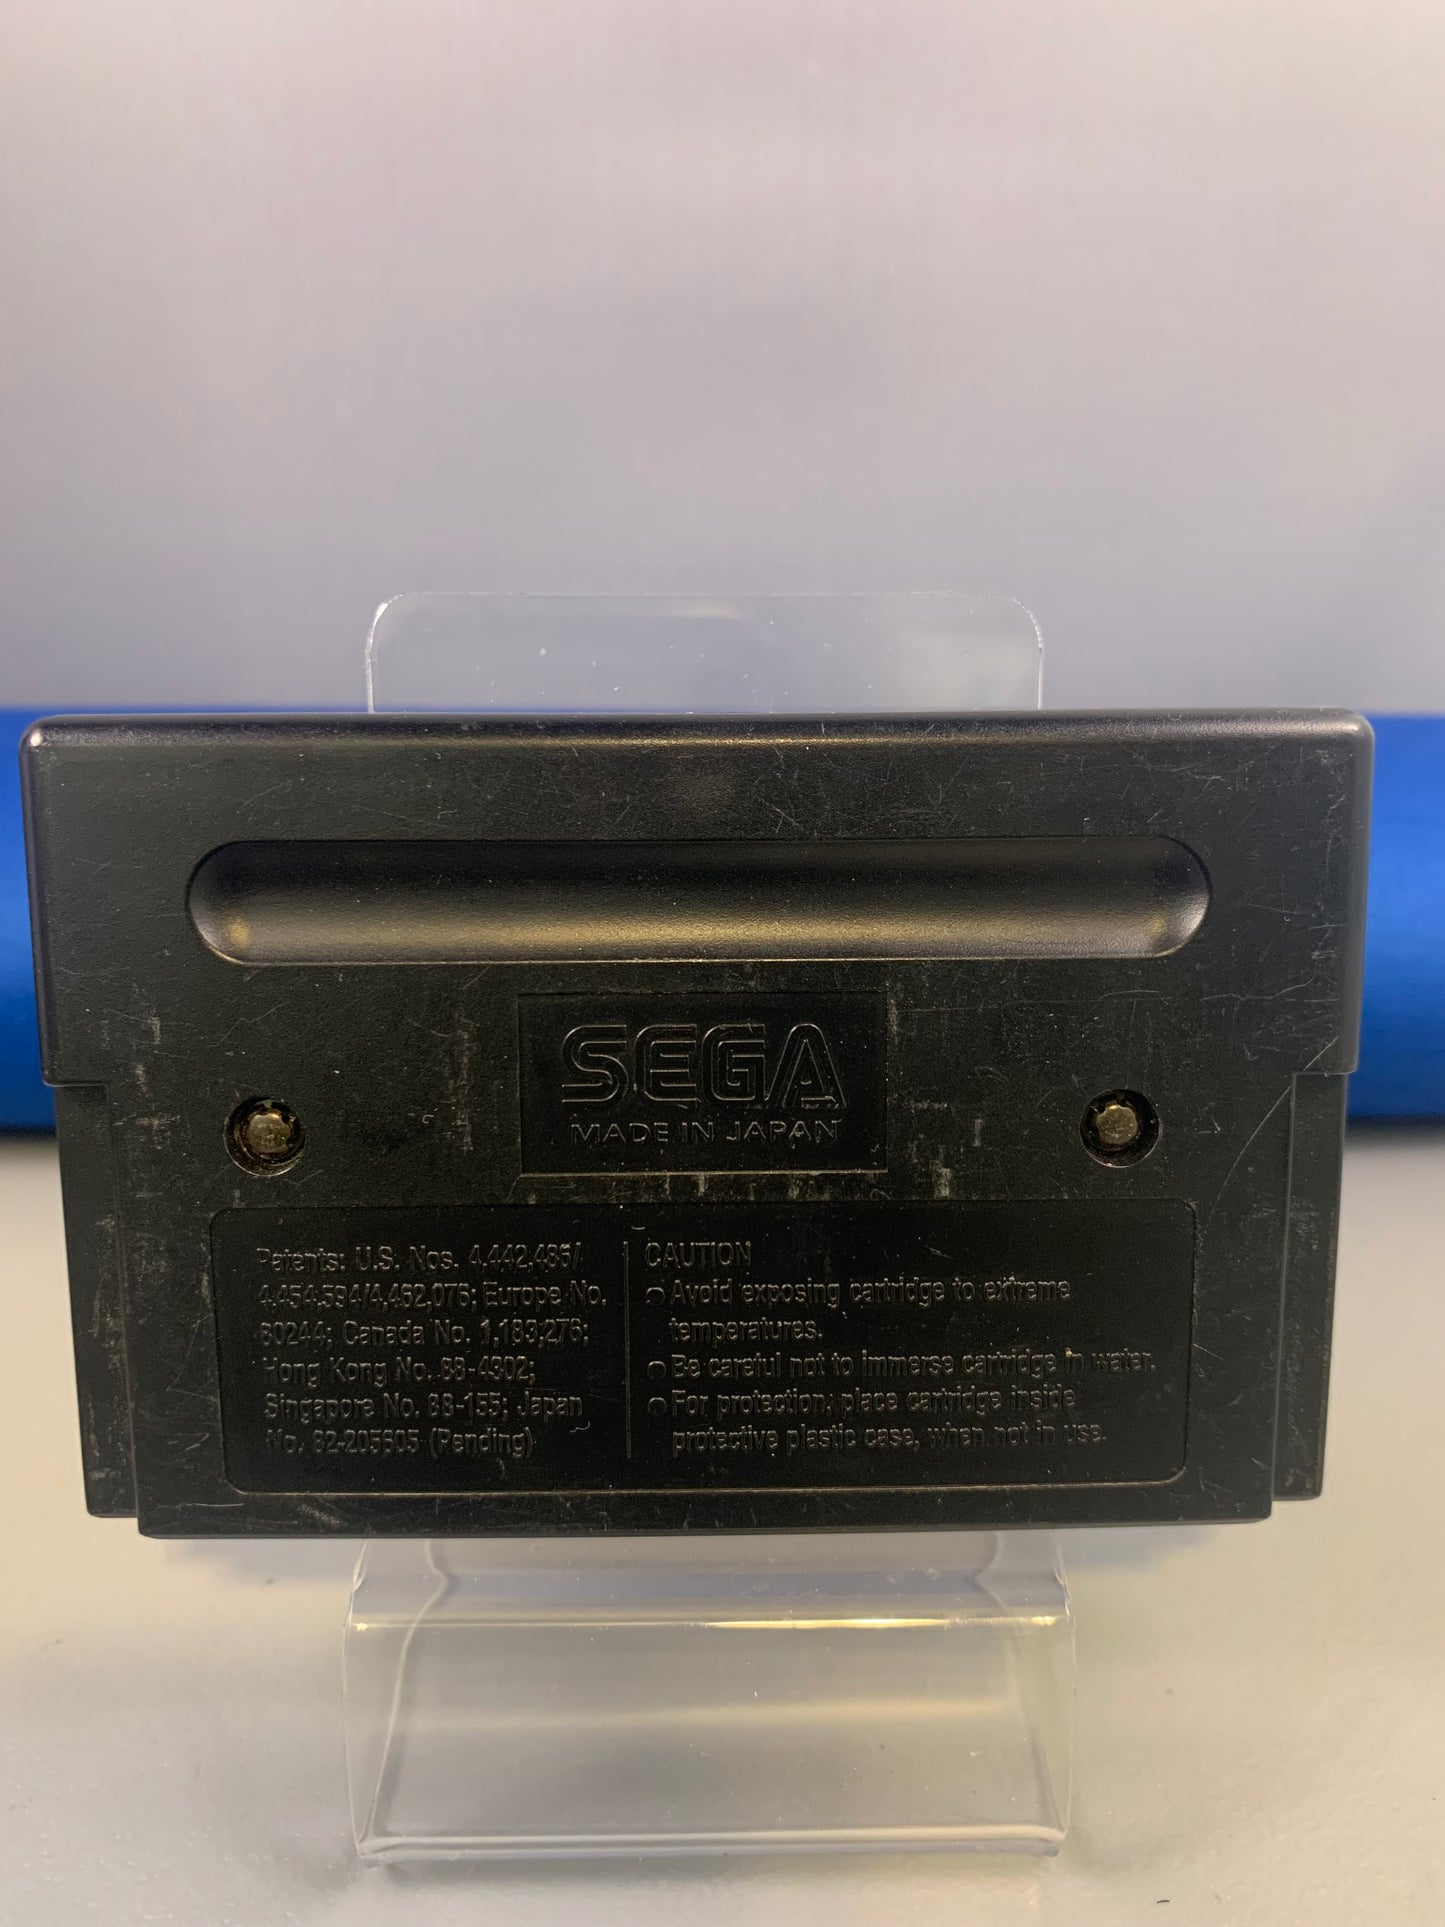 SEGA
MADE IN JAPAN
Patents: U.S. Nos. 4,442,486/
4,454,594/4,462,076; Europe No.
80244; Canada No. 1,183,276;
Hong Kong No. 88-4302;
Singapore No. 88-155; Japan
No. 82-205605 (Pending)
CAUTION
Avoid exposing cartridge to extreme
temperatures.
Be careful not to immerse cartridge in water.
For protection, place cartridge inside
protective plastic case, when not in use.